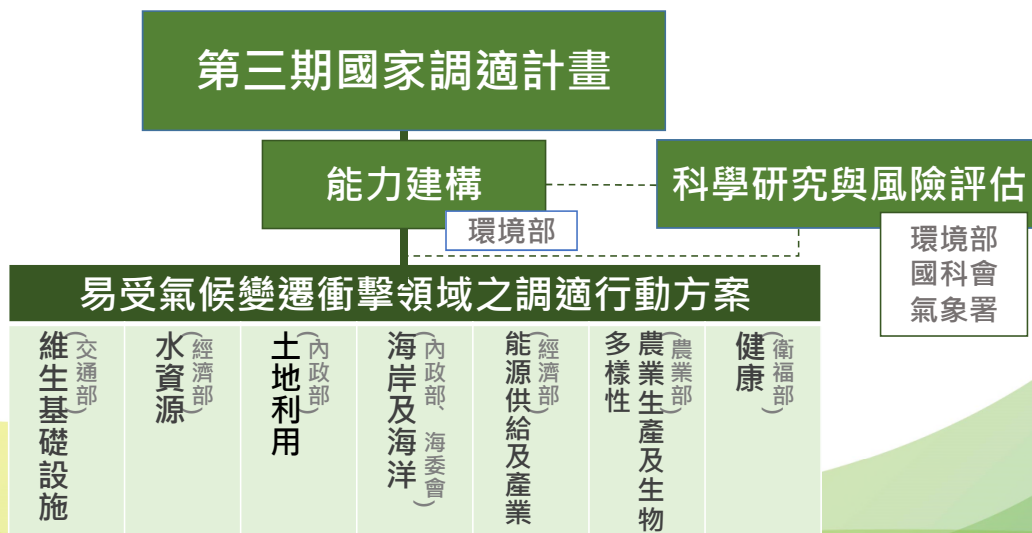 第三期國家調適計畫
能力建構
環境部
科學研究與風險評估
環境部
國科會
氣象署
易受氣候變遷衝擊領域之調適行動方案
維生基礎設施
(交通部)
水資源
(經濟部)
土地利用
(內政部)
海岸及海洋
(內政部、海委會)
能源供給及產業
(經濟部)
農業生產及生物
多樣性
(農業部)
健康
(衛福部)